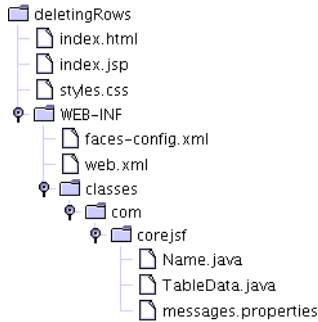 deletingRows
index.html
index.jsp
styles.css
WEB-INF
faces-config.xml
web.xml
classes
com
corejsf
Name.java
TableData.java
messages.properties